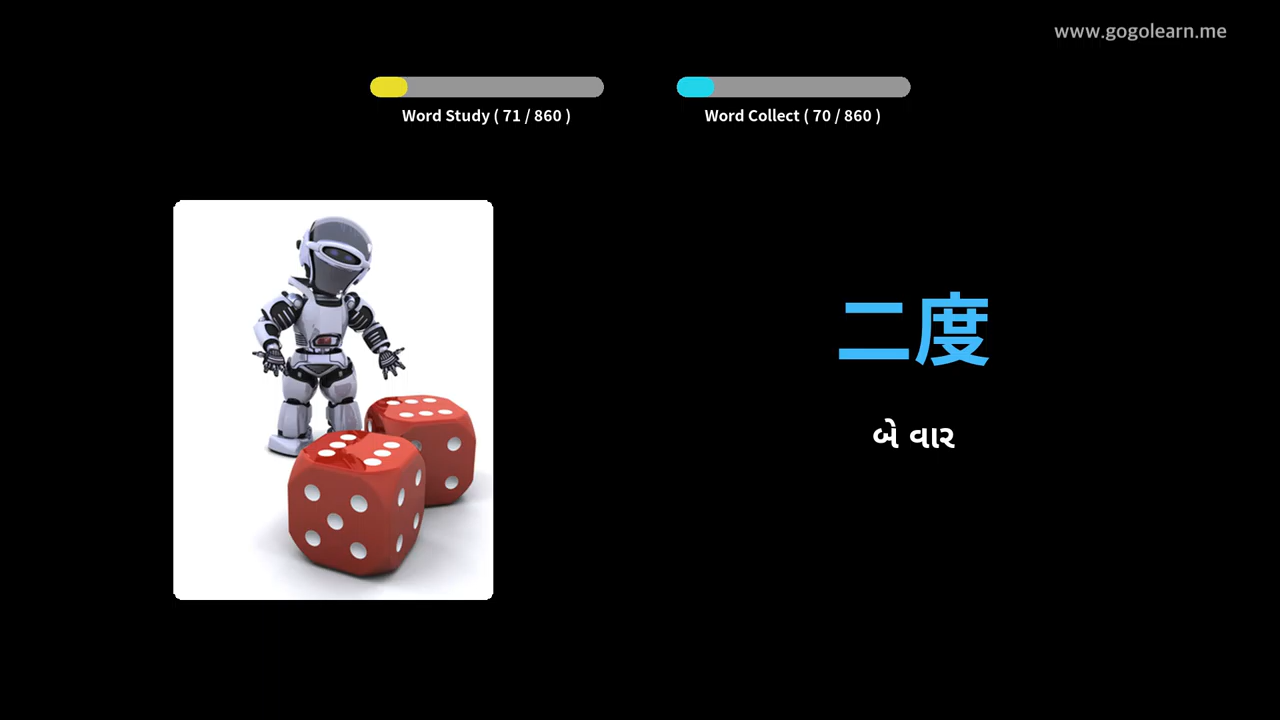 www.gogolearn.me
Word Study ( 71 / 860 )
Word Collect ( 70 / 860 )
二度
બે વાર